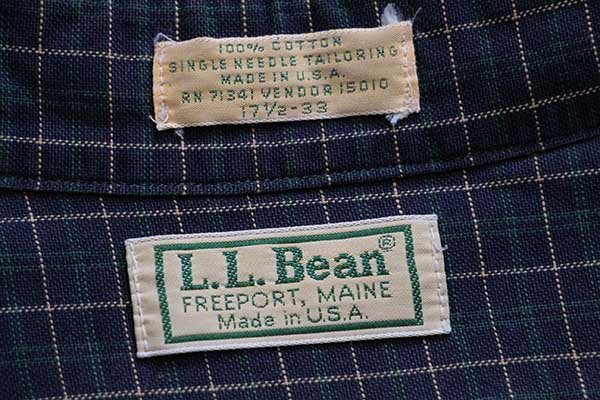 100% COTTON
SINGLE NEEDLE TAILORING
MADE IN U.S.A.
RN 71341 VENDOR 15010
17½-33
L.L.Bean®
FREEPORT, MAINE
Made in U.S.A.